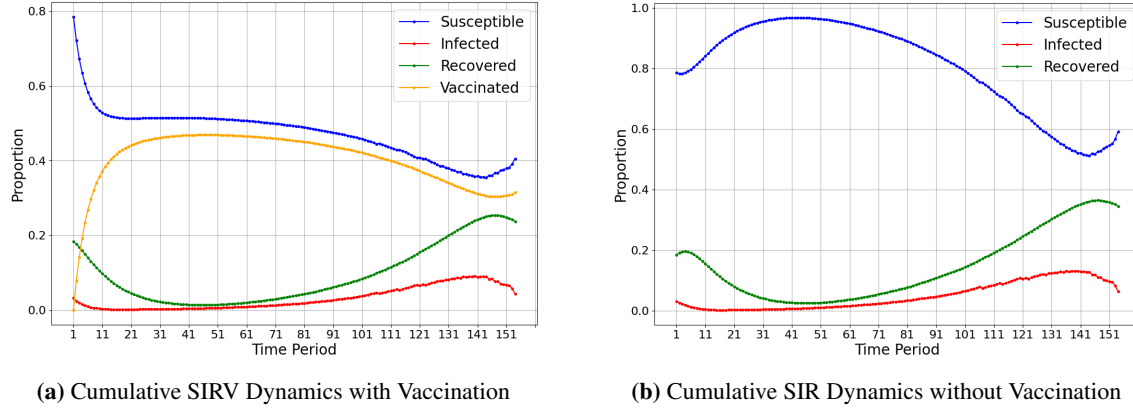 0.8
0.6
0.4
0.2
0.0
Proportion
1 11 21 31 41 51 61 71 81 91 101 111 121 131 141 151
Time Period
Susceptible
Infected
Recovered
Vaccinated
(a) Cumulative SIRV Dynamics with Vaccination
1.0
0.8
0.6
0.4
0.2
0.0
Proportion
1 11 21 31 41 51 61 71 81 91 101 111 121 131 141 151
Time Period
Susceptible
Infected
Recovered
(b) Cumulative SIR Dynamics without Vaccination